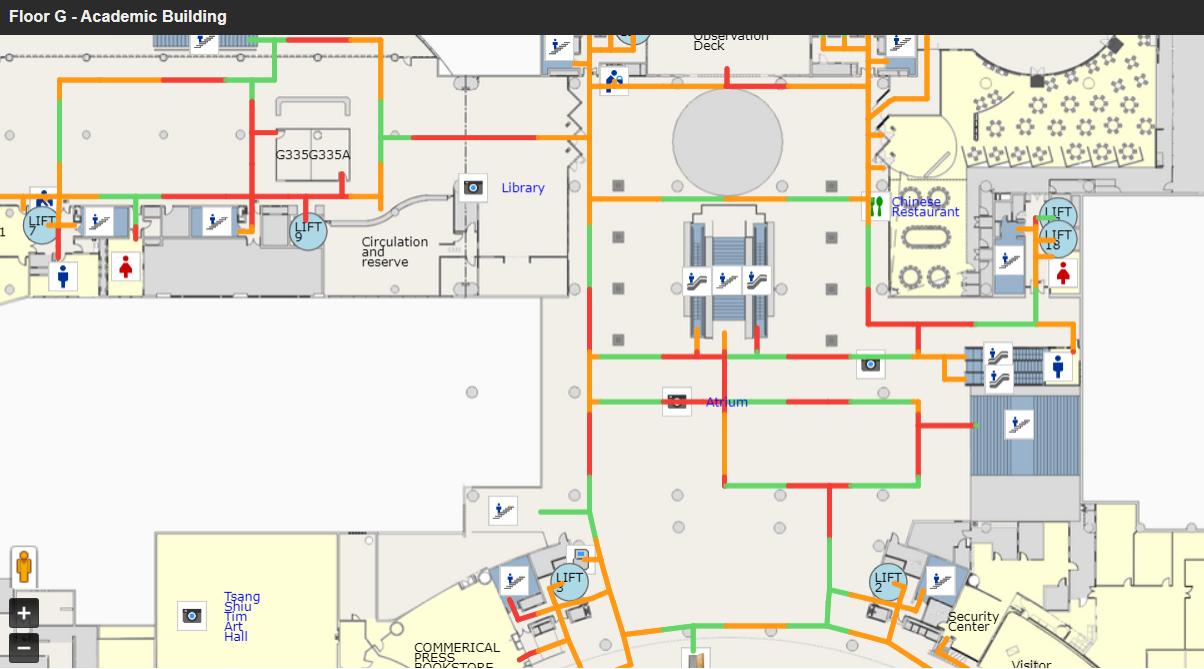 Floor G - Academic Building
Observation
Deck
G335G335A
Library
Chinese
Restaurant
LIFT
7
LIFT
9
LIFT
LIFT
18
1
Circulation
and
reserve
Atrium
LIFT
3
LIFT
2
Tsang
Shiu
Tim
Art
Hall
Security
Center
COMMERICAL
PRESS
BOOKSTORE
Visitor
+
−